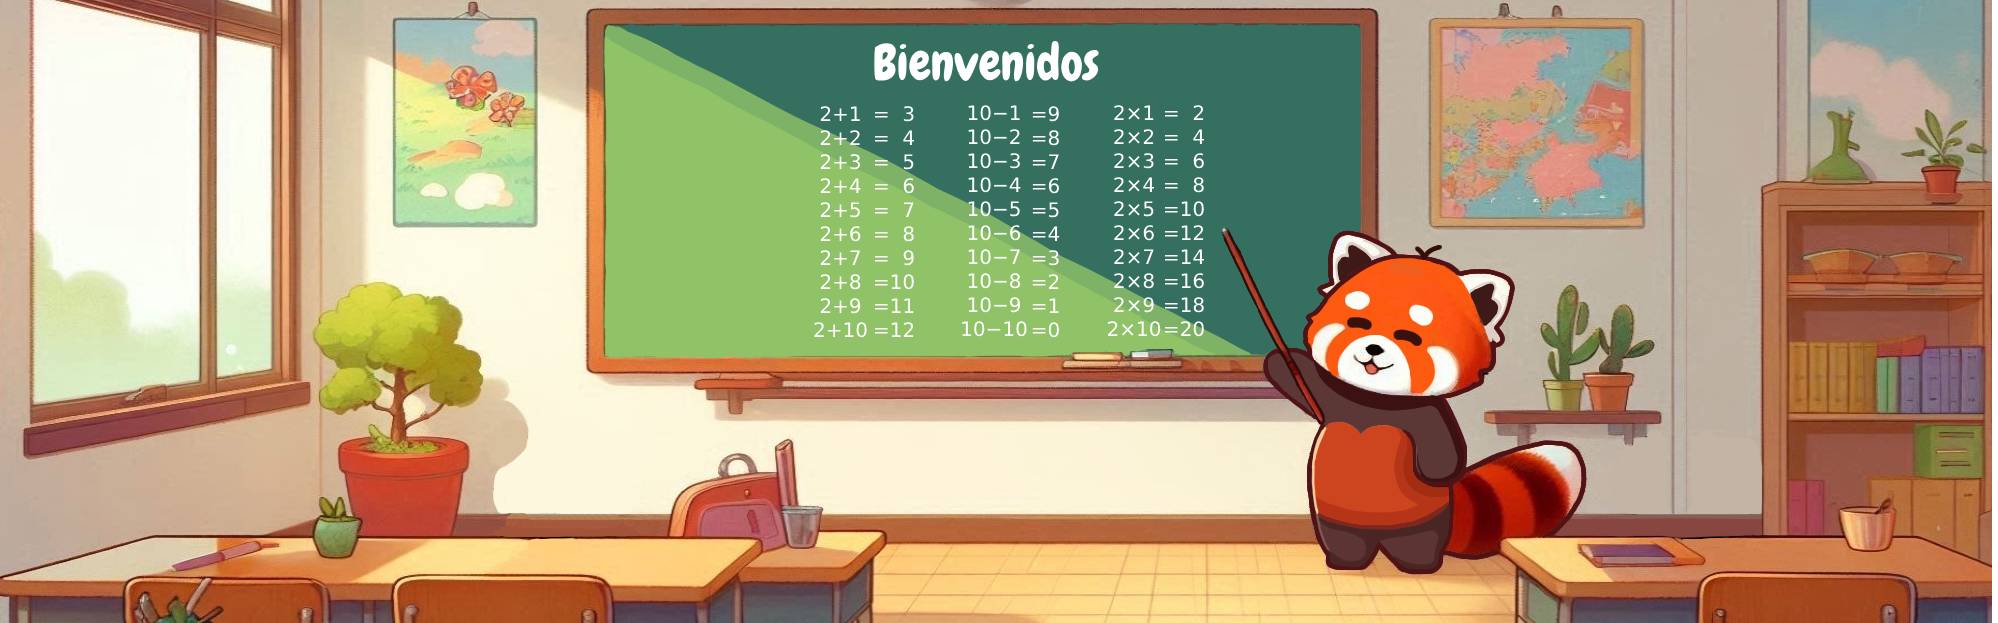 Bienvenidos
2+1 = 3 10−1 =9 2×1 = 2
2+2 = 4 10−2 =8 2×2 = 4
2+3 = 5 10−3 =7 2×3 = 6
2+4 = 6 10−4 =6 2×4 = 8
2+5 = 7 10−5 =5 2×5 =10
2+6 = 8 10−6 =4 2×6 =12
2+7 = 9 10−7 =3 2×7 =14
2+8 =10 10−8 =2 2×8 =16
2+9 =11 10−9 =1 2×9 =18
2+10 =12 10−10 =0 2×10 =20